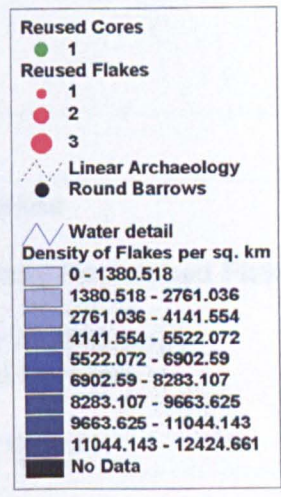 Reused Cores
1
Reused Flakes
1
2
3
Linear Archaeology
Round Barrows
Water detail
Density of Flakes per sq. km
0 - 1380.518
1380.518 - 2761.036
2761.036 - 4141.554
4141.554 - 5522.072
5522.072 - 6902.59
6902.59 - 8283.107
8283.107 - 9663.625
9663.625 - 11044.143
11044.143 - 12424.661
No Data